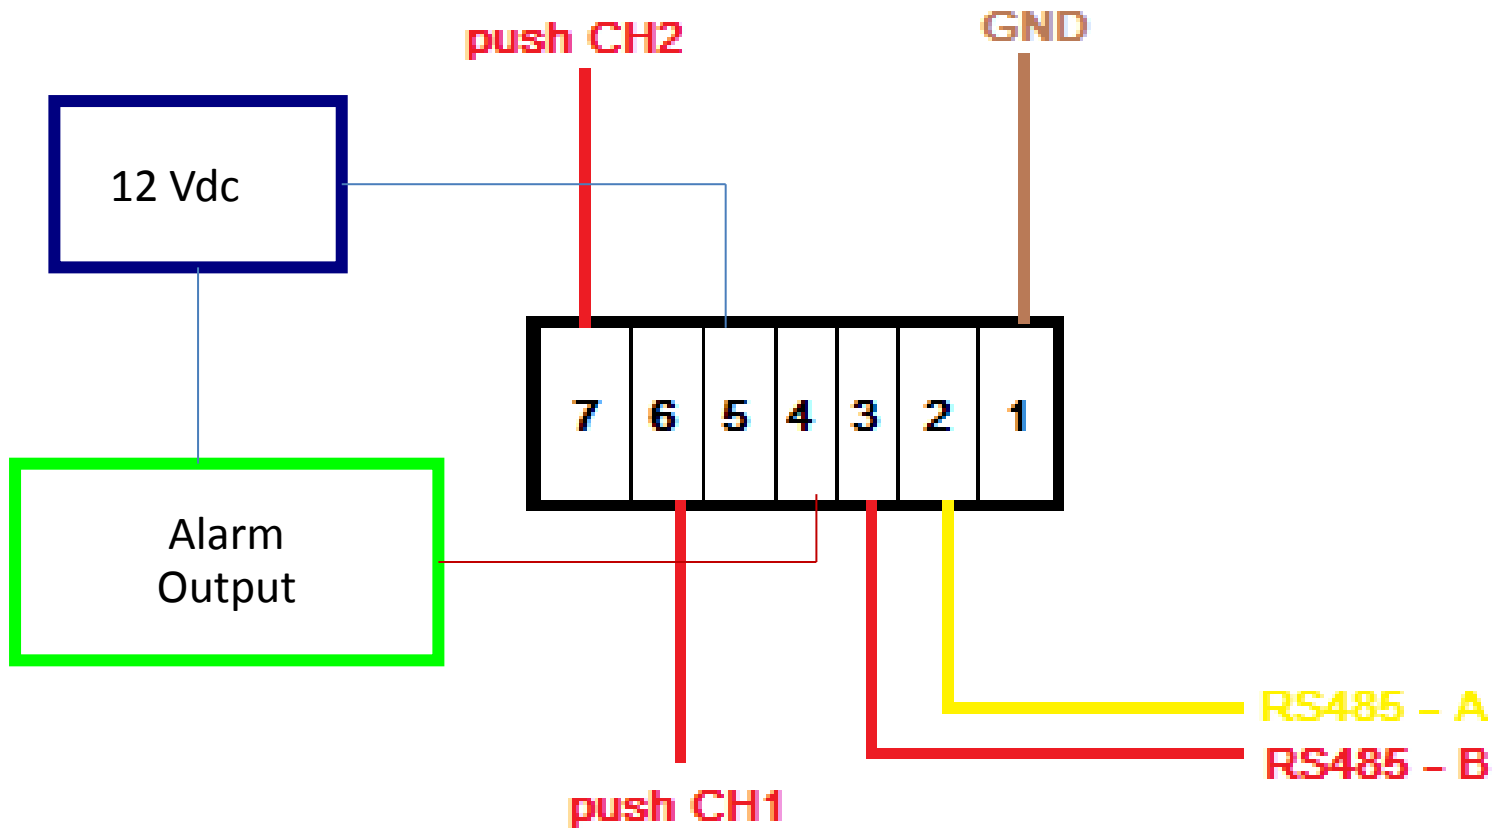 push CH2
GND
12 Vdc
7 6 5 4 3 2 1
Alarm
Output
RS485 – A
RS485 – B
push CH1